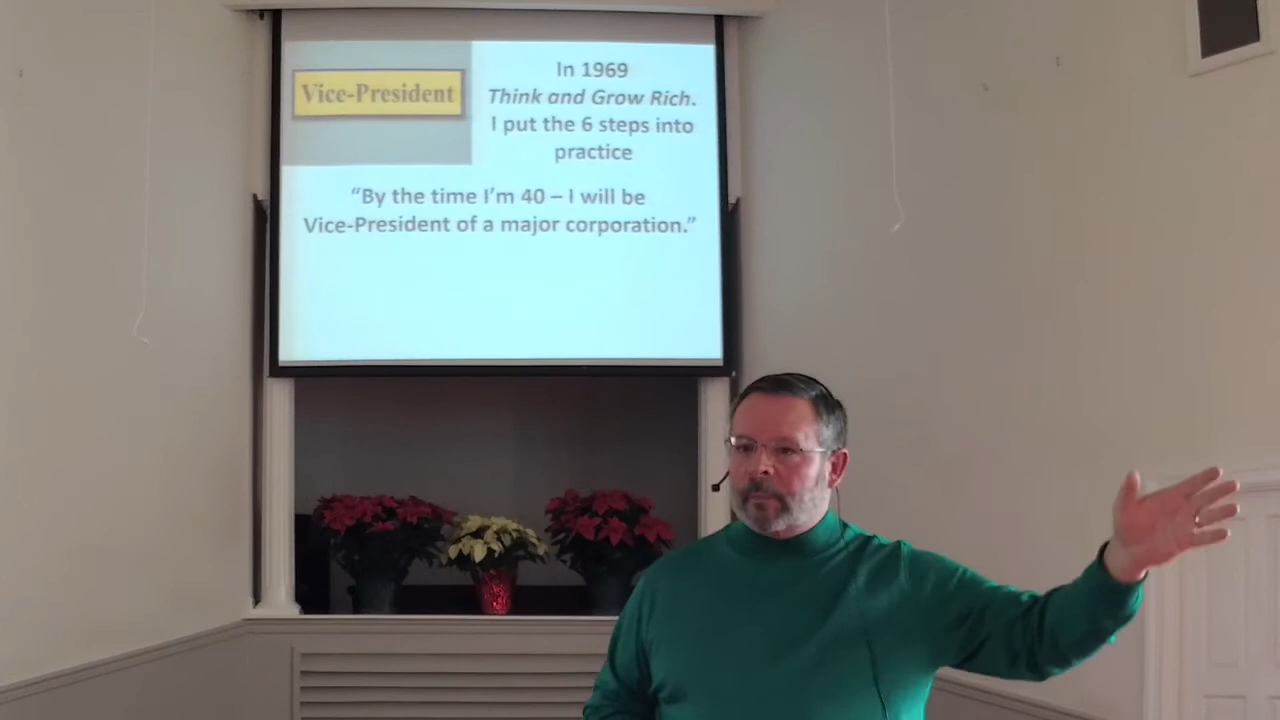 Vice-President
In 1969
Think and Grow Rich.
I put the 6 steps into
practice
“By the time I’m 40 – I will be
Vice-President of a major corporation.”